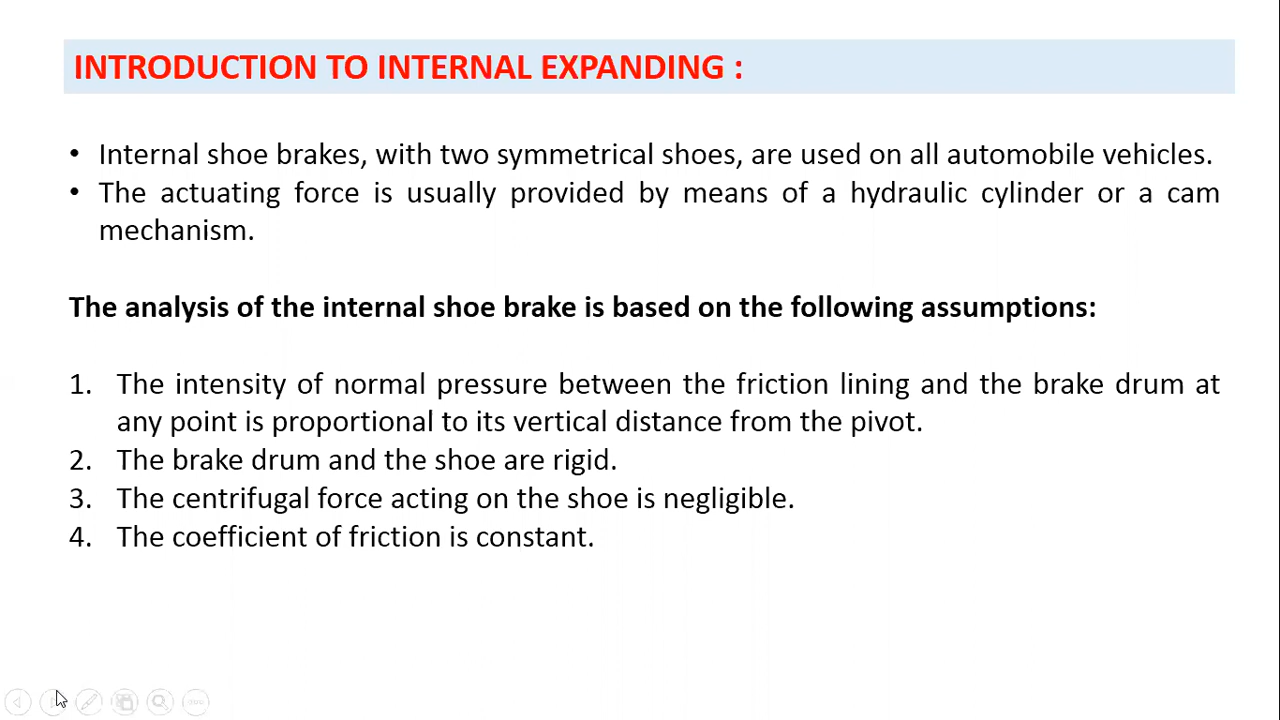 INTRODUCTION TO INTERNAL EXPANDING :
• Internal shoe brakes, with two symmetrical shoes, are used on all automobile vehicles.
• The actuating force is usually provided by means of a hydraulic cylinder or a cam
mechanism.
The analysis of the internal shoe brake is based on the following assumptions:
1. The intensity of normal pressure between the friction lining and the brake drum at
any point is proportional to its vertical distance from the pivot.
2. The brake drum and the shoe are rigid.
3. The centrifugal force acting on the shoe is negligible.
4. The coefficient of friction is constant.